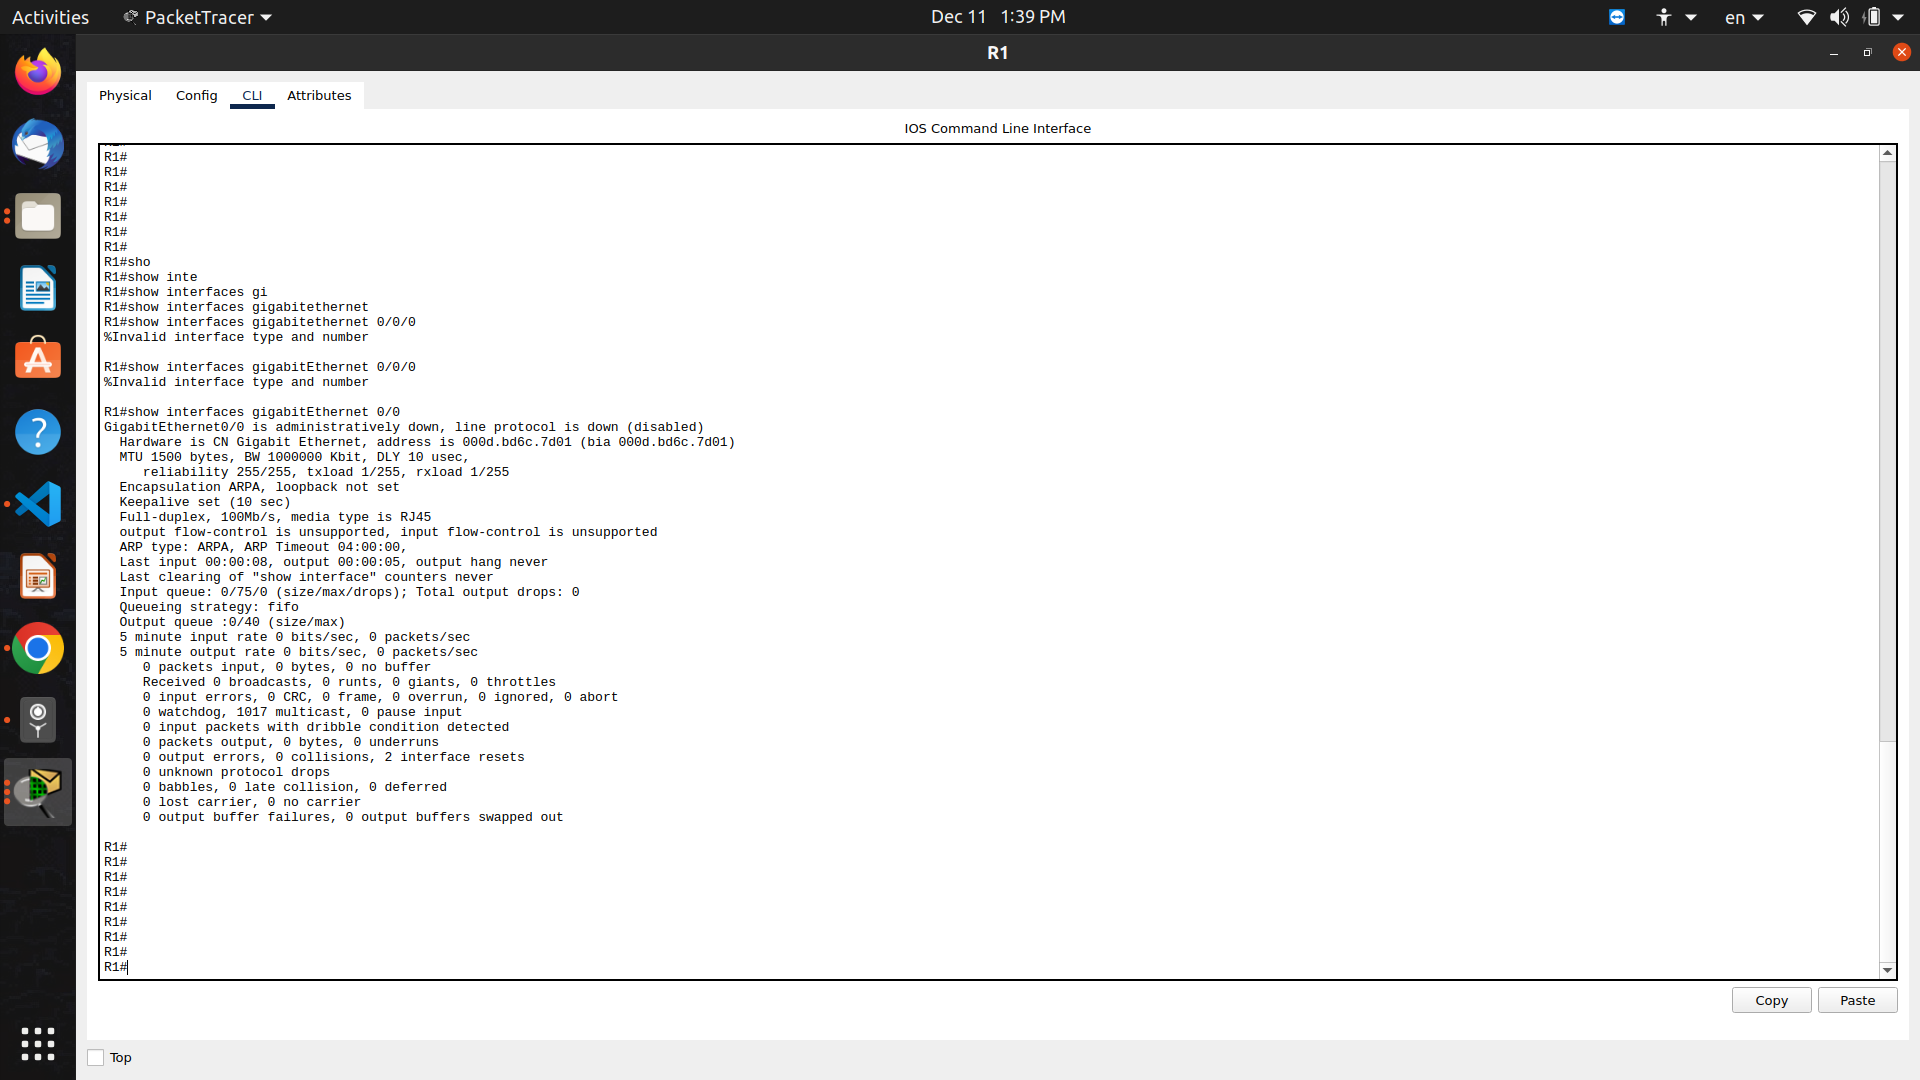 Activities
PacketTracer
Dec 11 1:39 PM
en
R1
Physical
Config
CLI
Attributes
IOS Command Line Interface
R1#
R1#
R1#
R1#
R1#
R1#
R1#
R1#sho
R1#show inte
R1#show interfaces gi
R1#show interfaces gigabitethernet
R1#show interfaces gigabitethernet 0/0/0
%Invalid interface type and number
R1#show interfaces gigabitEthernet 0/0/0
%Invalid interface type and number
R1#show interfaces gigabitEthernet 0/0
GigabitEthernet0/0 is administratively down, line protocol is down (disabled)
Hardware is CN Gigabit Ethernet, address is 000d.bd6c.7d01 (bia 000d.bd6c.7d01)
MTU 1500 bytes, BW 1000000 Kbit, DLY 10 usec,
reliability 255/255, txload 1/255, rxload 1/255
Encapsulation ARPA, loopback not set
Keepalive set (10 sec)
Full-duplex, 100Mb/s, media type is RJ45
output flow-control is unsupported, input flow-control is unsupported
ARP type: ARPA, ARP Timeout 04:00:00,
Last input 00:00:08, output 00:00:05, output hang never
Last clearing of "show interface" counters never
Input queue: 0/75/0 (size/max/drops); Total output drops: 0
Queueing strategy: fifo
Output queue :0/40 (size/max)
5 minute input rate 0 bits/sec, 0 packets/sec
5 minute output rate 0 bits/sec, 0 packets/sec
0 packets input, 0 bytes, 0 no buffer
Received 0 broadcasts, 0 runts, 0 giants, 0 throttles
0 input errors, 0 CRC, 0 frame, 0 overrun, 0 ignored, 0 abort
0 watchdog, 1017 multicast, 0 pause input
0 input packets with dribble condition detected
0 packets output, 0 bytes, 0 underruns
0 output errors, 0 collisions, 2 interface resets
0 unknown protocol drops
0 babbles, 0 late collision, 0 deferred
0 lost carrier, 0 no carrier
0 output buffer failures, 0 output buffers swapped out
R1#
R1#
R1#
R1#
R1#
R1#
R1#
R1#
R1#
Copy
Paste
Top